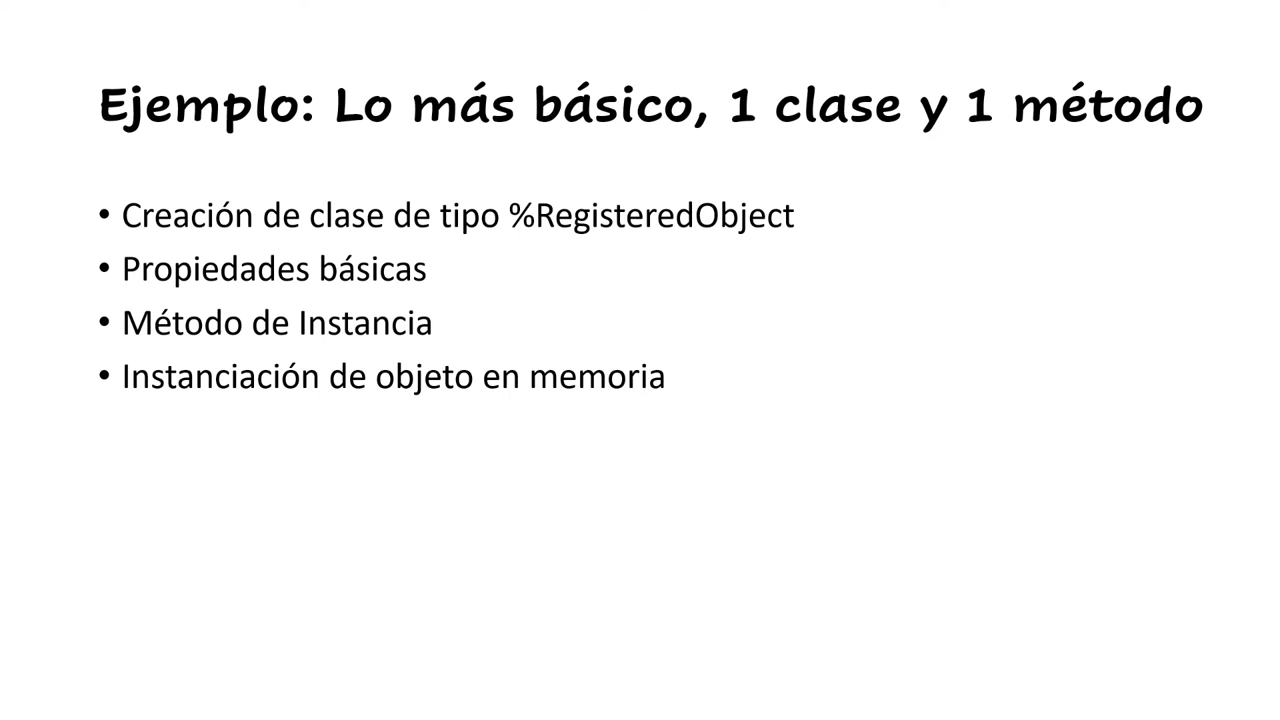 Ejemplo: Lo más básico, 1 clase y 1 método
• Creación de clase de tipo %RegisteredObject
• Propiedades básicas
• Método de Instancia
• Instanciación de objeto en memoria